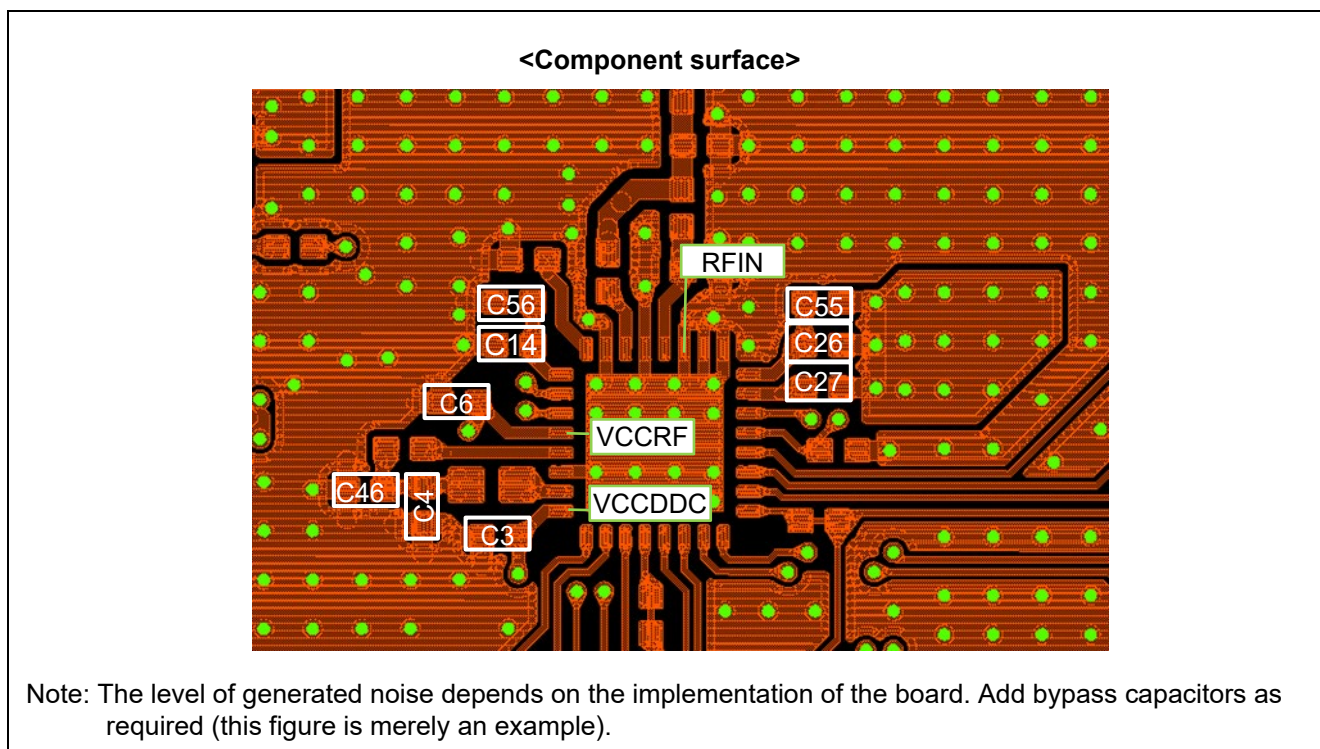 <Component surface>
RFIN
C56
C55
C14
C26
C27
C6
VCCRF
C46
C4
VCCDDC
C3
Note: The level of generated noise depends on the implementation of the board. Add bypass capacitors as
required (this figure is merely an example).